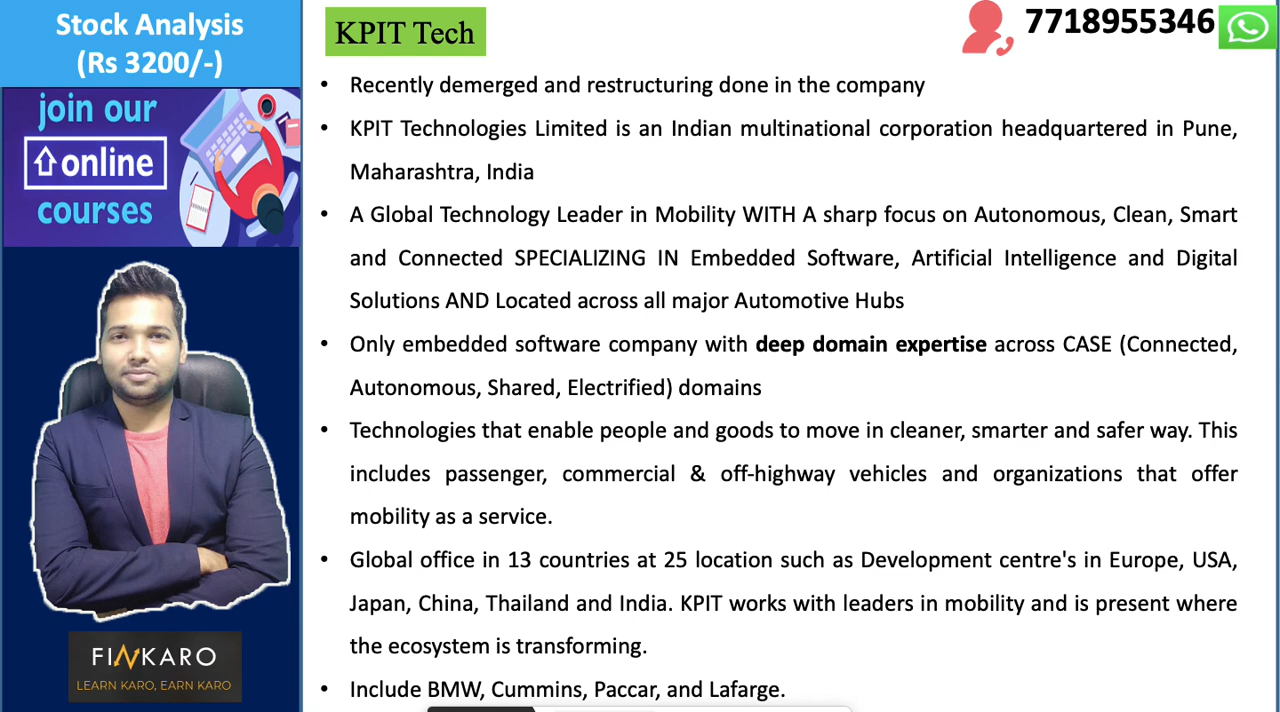 Stock Analysis
(Rs 3200/-)
join our
online
courses
FINKARO
LEARN KARO, EARN KARO
KPIT Tech
7718955346
• Recently demerged and restructuring done in the company
• KPIT Technologies Limited is an Indian multinational corporation headquartered in Pune,
Maharashtra, India
• A Global Technology Leader in Mobility WITH A sharp focus on Autonomous, Clean, Smart
and Connected SPECIALIZING IN Embedded Software, Artificial Intelligence and Digital
Solutions AND Located across all major Automotive Hubs
• Only embedded software company with deep domain expertise across CASE (Connected,
Autonomous, Shared, Electrified) domains
• Technologies that enable people and goods to move in cleaner, smarter and safer way. This
includes passenger, commercial & off-highway vehicles and organizations that offer
mobility as a service.
• Global office in 13 countries at 25 location such as Development centre's in Europe, USA,
Japan, China, Thailand and India. KPIT works with leaders in mobility and is present where
the ecosystem is transforming.
• Include BMW, Cummins, Paccar, and Lafarge.